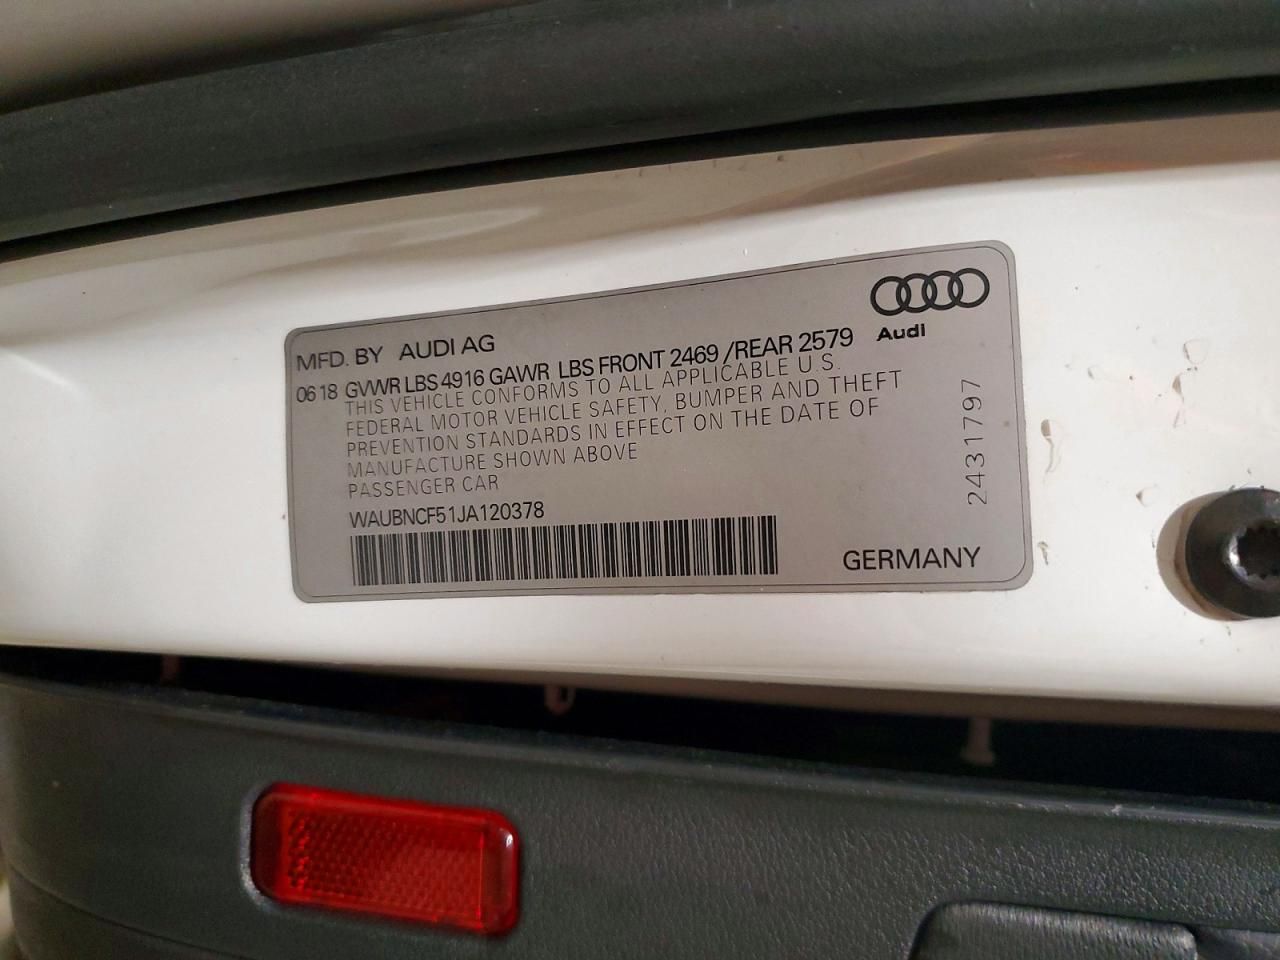 MFD. BY AUDI AG
Audi
0618 GVWR LBS 4916 GAWR LBS FRONT 2469 /REAR 2579
THIS VEHICLE CONFORMS TO ALL APPLICABLE U.S.
FEDERAL MOTOR VEHICLE SAFETY, BUMPER AND THEFT
PREVENTION STANDARDS IN EFFECT ON THE DATE OF
MANUFACTURE SHOWN ABOVE
PASSENGER CAR
WAUBNCF51JA120378
GERMANY
2431797